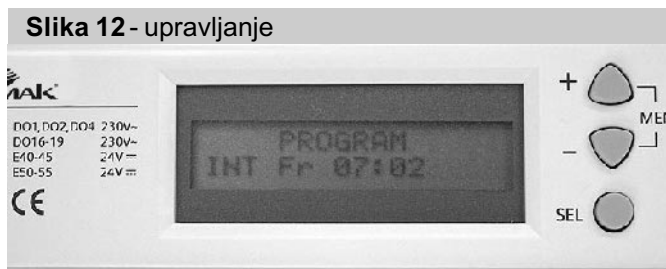 Slika 12 - upravljanje
DO1,DO2,DO4 230V~
DO16-19 230V~
E40-45 24V
E50-55 24V
CE
PROGRAM
INT Fr 07:02
+
-
SEL